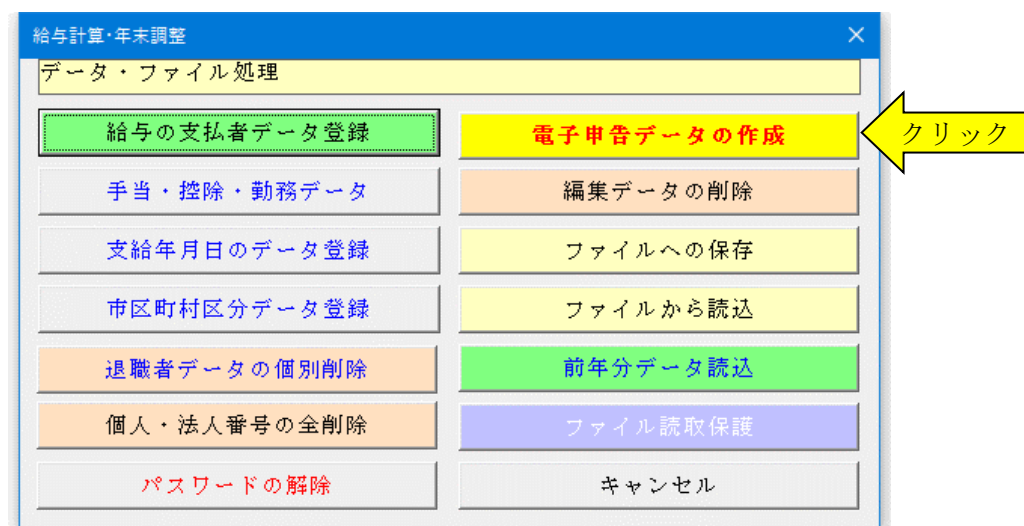 給与計算・年末調整
データ・ファイル処理
給与の支払者データ登録
電子申告データの作成
クリック
手当・控除・勤務データ
編集データの削除
支給年月日のデータ登録
ファイルへの保存
市区町村区分データ登録
ファイルから読込
退職者データの個別削除
前年分データ読込
個人・法人番号の全削除
ファイル読取保護
パスワードの解除
キャンセル